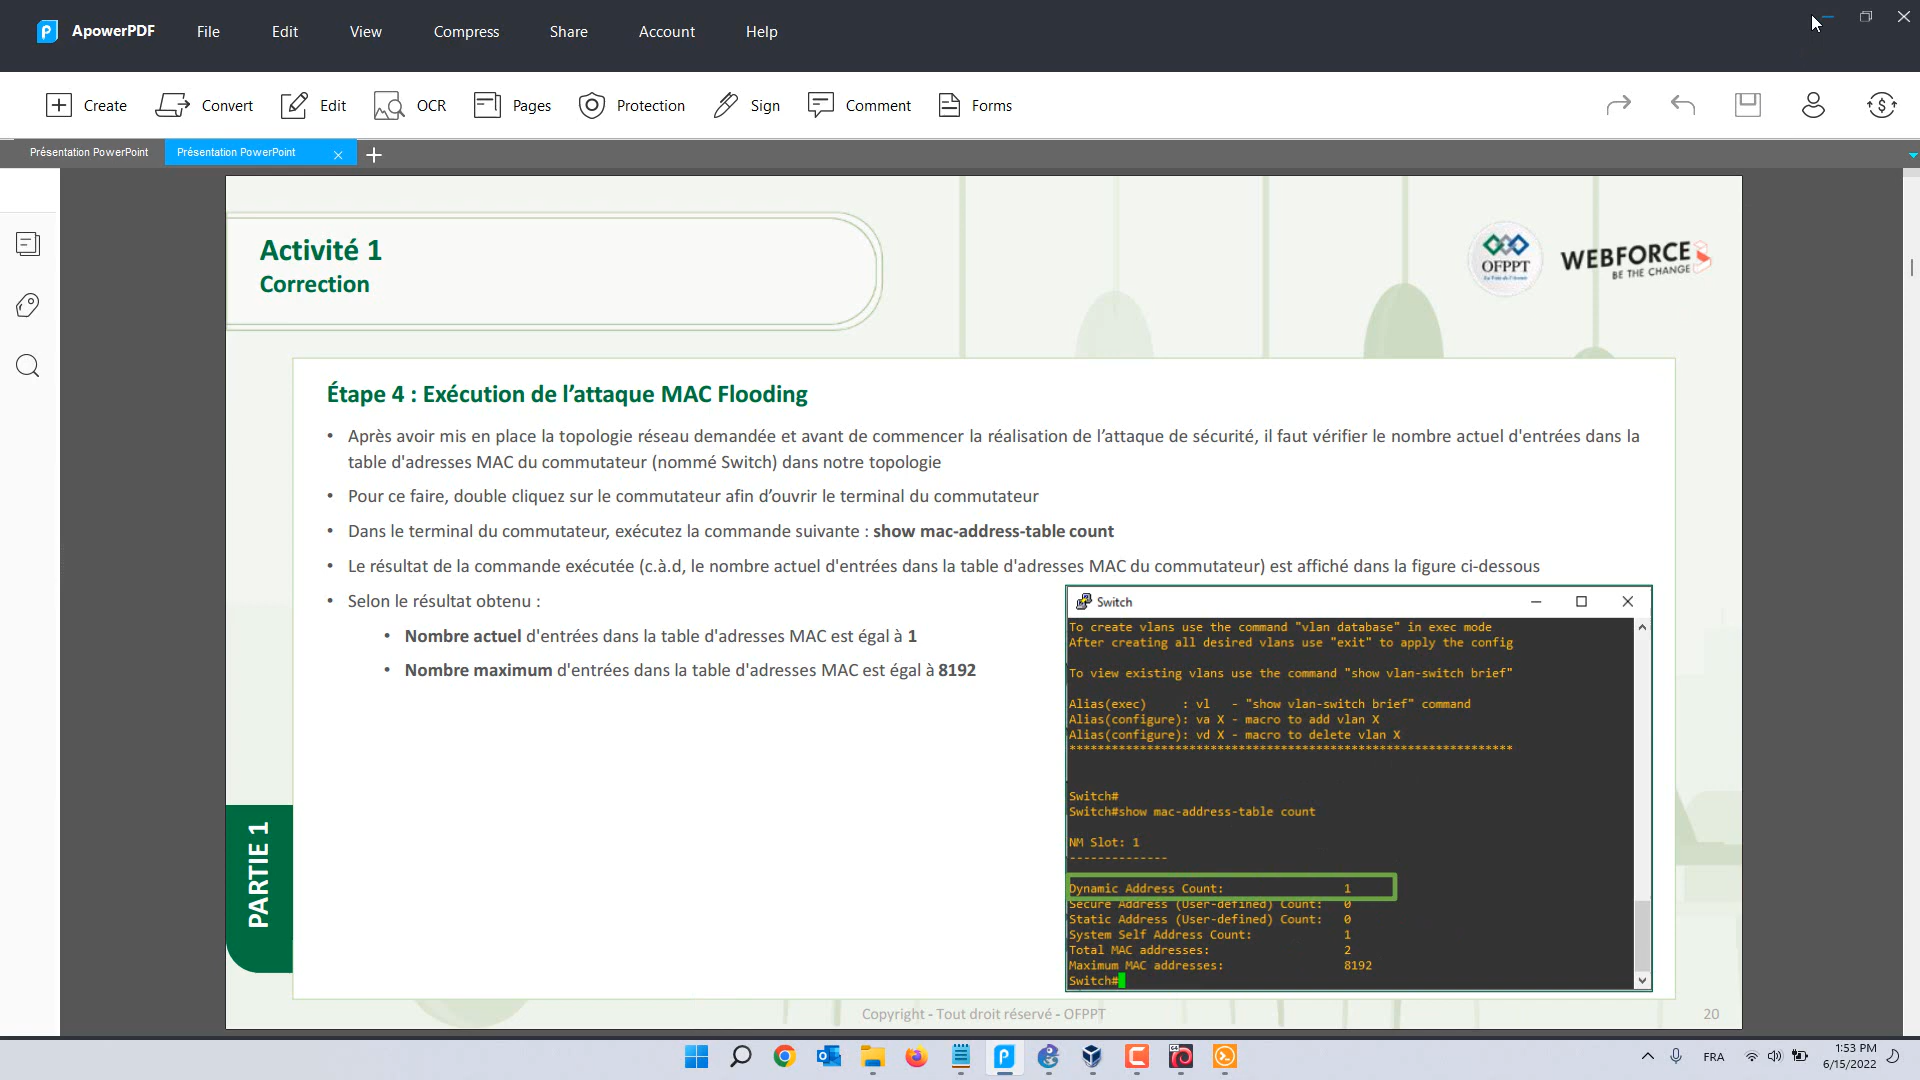 ApowerPDF File Edit View Compress Share Account Help
Create Convert Edit OCR Pages Protection Sign Comment Forms
Présentation PowerPoint Présentation PowerPoint
Activité 1
Correction
OFPPT
WEBFORCE
BE THE CHANGE
Étape 4 : Exécution de l’attaque MAC Flooding
• Après avoir mis en place la topologie réseau demandée et avant de commencer la réalisation de l’attaque de sécurité, il faut vérifier le nombre actuel d'entrées dans la
table d'adresses MAC du commutateur (nommé Switch) dans notre topologie
• Pour ce faire, double cliquez sur le commutateur afin d’ouvrir le terminal du commutateur
• Dans le terminal du commutateur, exécutez la commande suivante : show mac-address-table count
• Le résultat de la commande exécutée (c.à.d, le nombre actuel d'entrées dans la table d'adresses MAC du commutateur) est affiché dans la figure ci-dessous
• Selon le résultat obtenu :
• Nombre actuel d'entrées dans la table d'adresses MAC est égal à 1
• Nombre maximum d'entrées dans la table d'adresses MAC est égal à 8192
Switch
To create vlans use the command "vlan database" in exec mode
After creating all desired vlans use "exit" to apply the config
To view existing vlans use the command "show vlan-switch brief"
Alias(exec) : vl - "show vlan-switch brief" command
Alias(configure): va X - macro to add vlan X
Alias(configure): vd X - macro to delete vlan X
***************************************************************
Switch#
Switch#show mac-address-table count
NM Slot: 1
--------------
Dynamic Address Count: 1
Secure Address (User-defined) Count: 0
Static Address (User-defined) Count: 0
System Self Address Count: 1
Total MAC addresses: 2
Maximum MAC addresses: 8192
Switch#
PARTIE 1
Copyright - Tout droit réservé - OFPPT
20
FRA
1:53 PM
6/15/2022